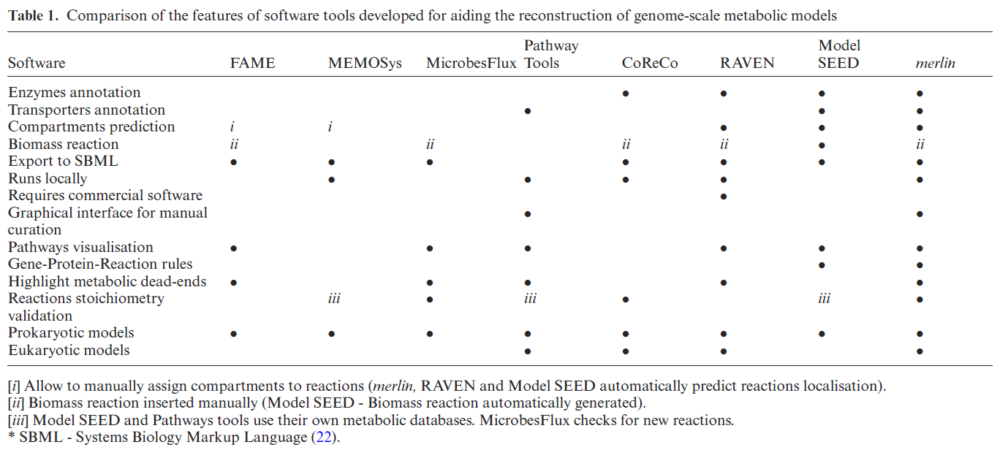 Table 1. Comparison of the features of software tools developed for aiding the reconstruction of genome-scale metabolic models
Pathway Model
Software FAME MEMOSys MicrobesFlux Tools CoReCo RAVEN SEED merlin
Enzymes annotation • • • •
Transporters annotation • • •
Compartments prediction i i • • •
Biomass reaction ii ii ii ii • ii
Export to SBML • • • • • • •
Runs locally • • • • •
Requires commercial software •
Graphical interface for manual • •
curation
Pathways visualisation • • • • • •
Gene-Protein-Reaction rules • •
Highlight metabolic dead-ends • • • • •
Reactions stoichiometry iii • iii • iii •
validation
Prokaryotic models • • • • • • • •
Eukaryotic models • • • •
[i] Allow to manually assign compartments to reactions (merlin, RAVEN and Model SEED automatically predict reactions localisation).
[ii] Biomass reaction inserted manually (Model SEED - Biomass reaction automatically generated).
[iii] Model SEED and Pathways tools use their own metabolic databases. MicrobesFlux checks for new reactions.
* SBML - Systems Biology Markup Language (22).